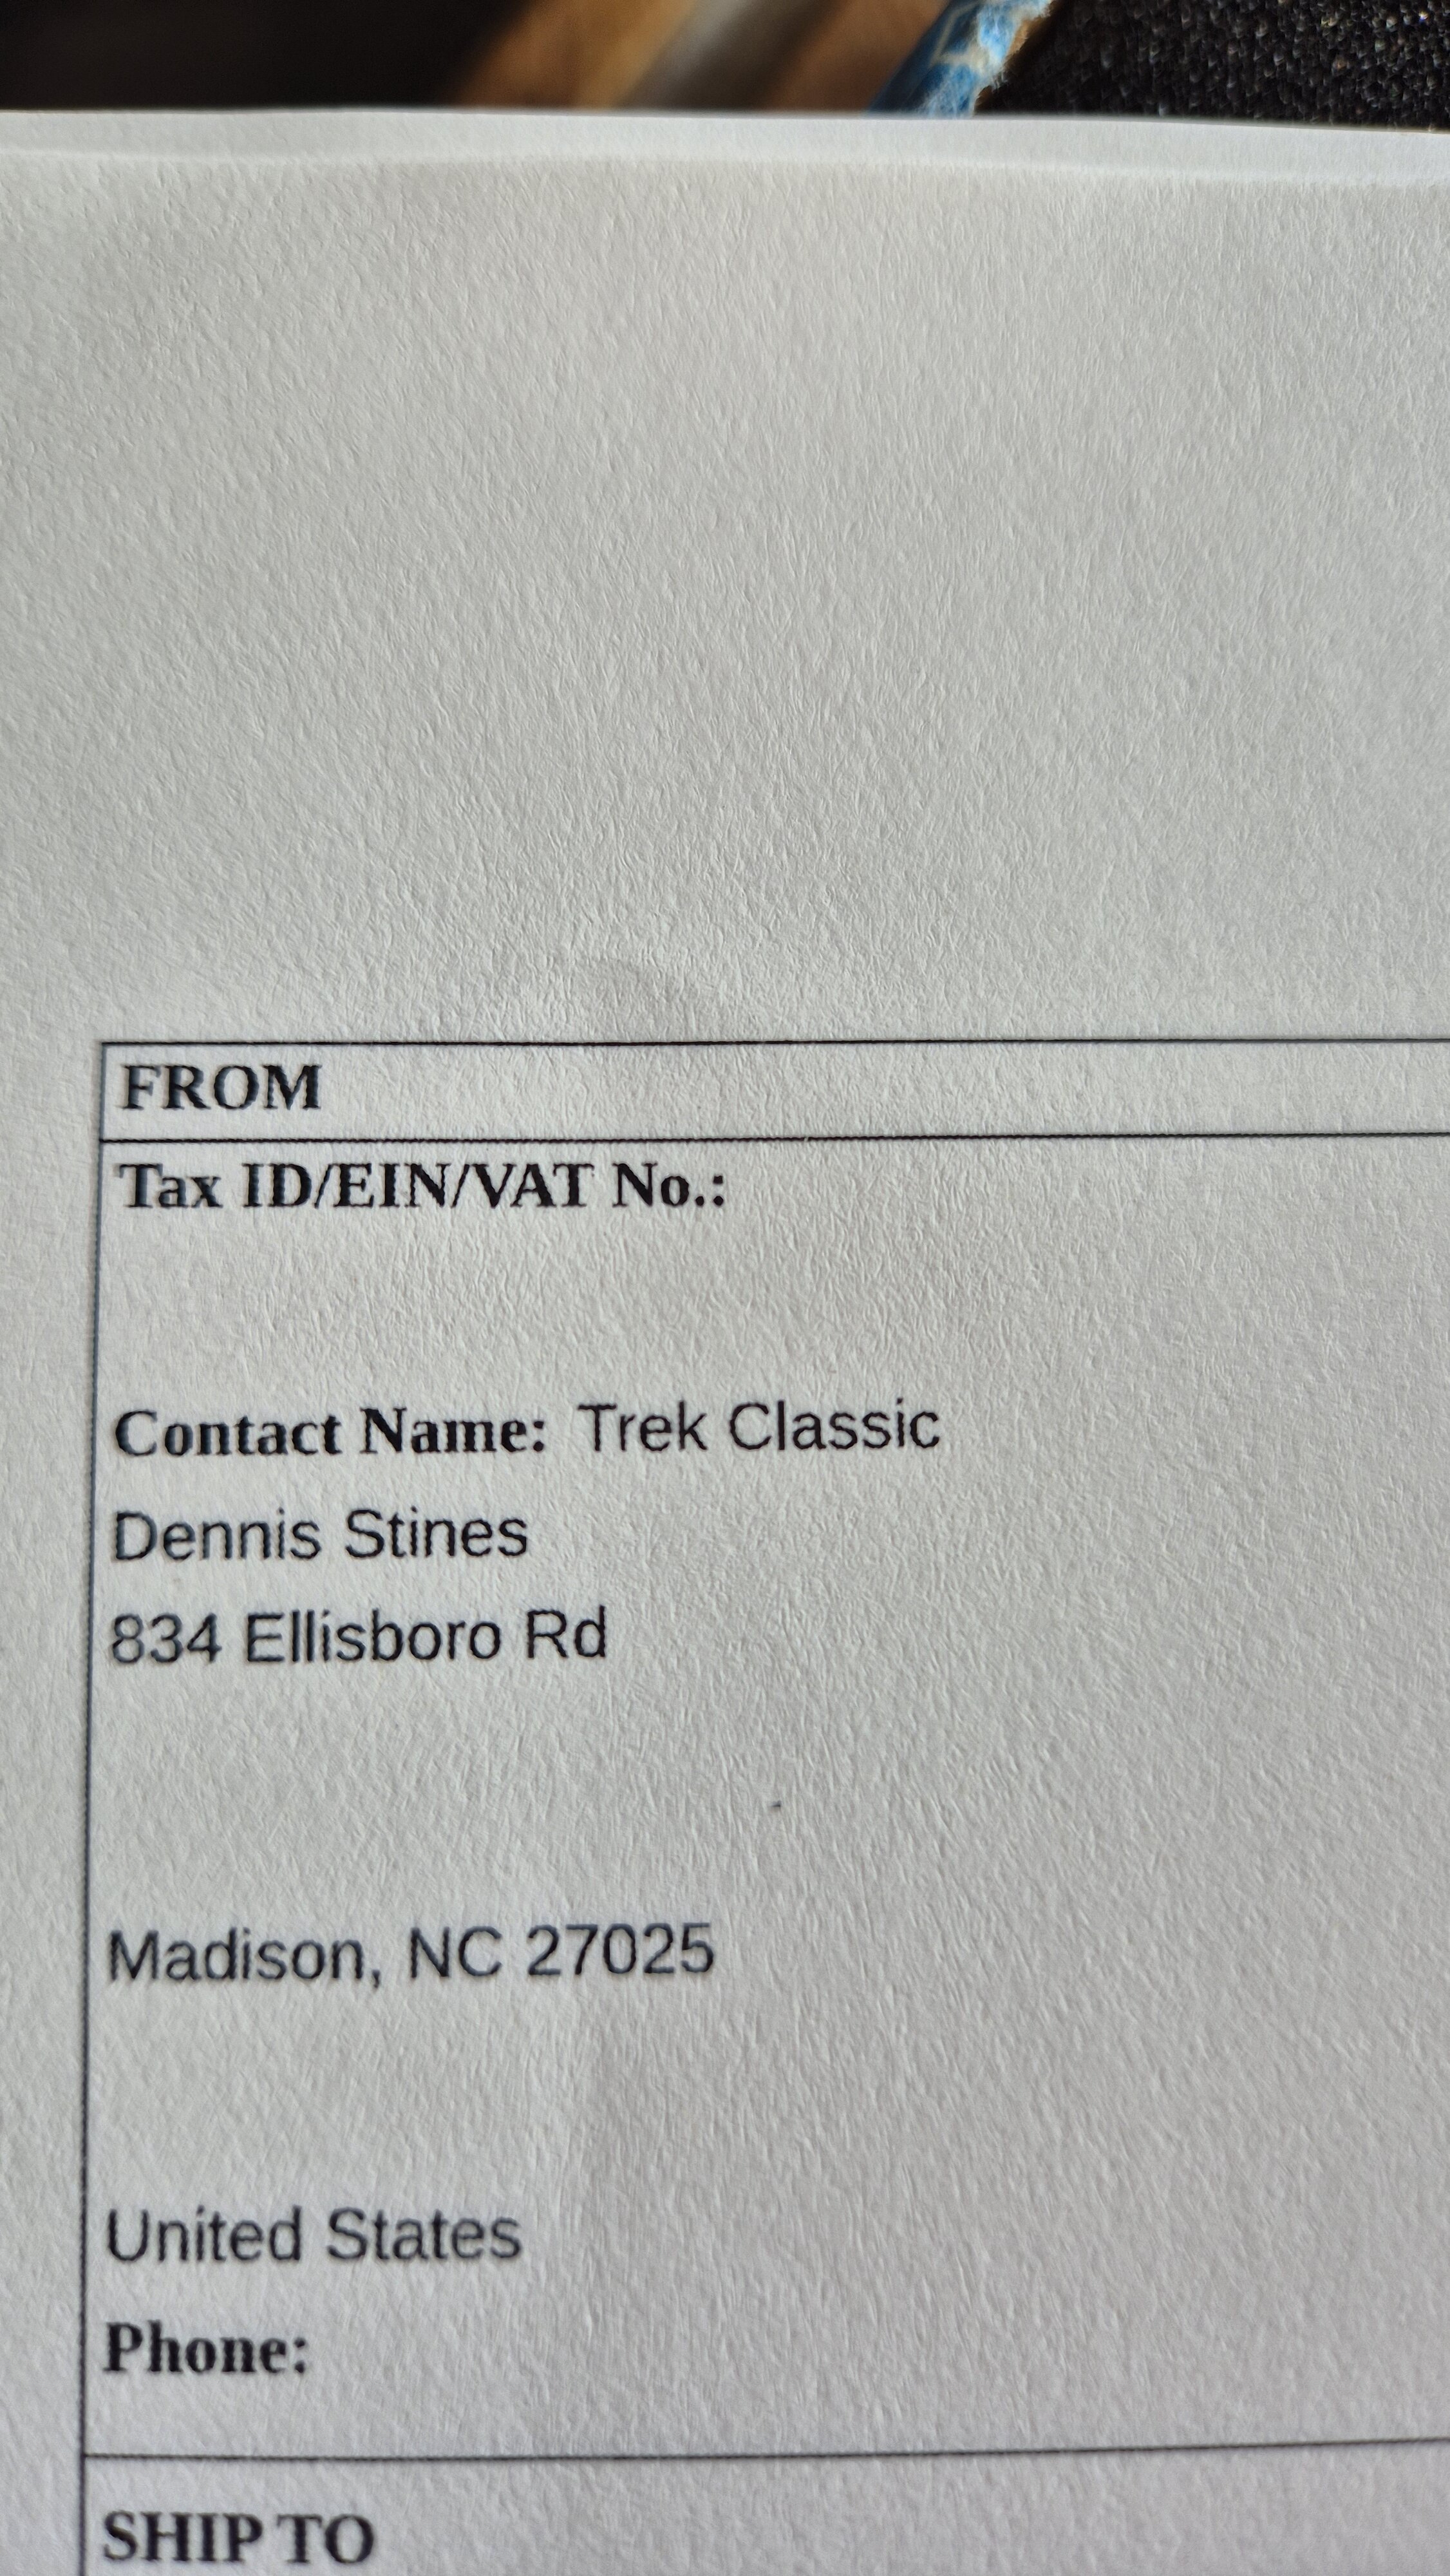 FROM
Tax ID/EIN/VAT No.:
Contact Name: Trek Classic
Dennis Stines
834 Ellisboro Rd
Madison, NC 27025
United States
Phone:
SHIP TO